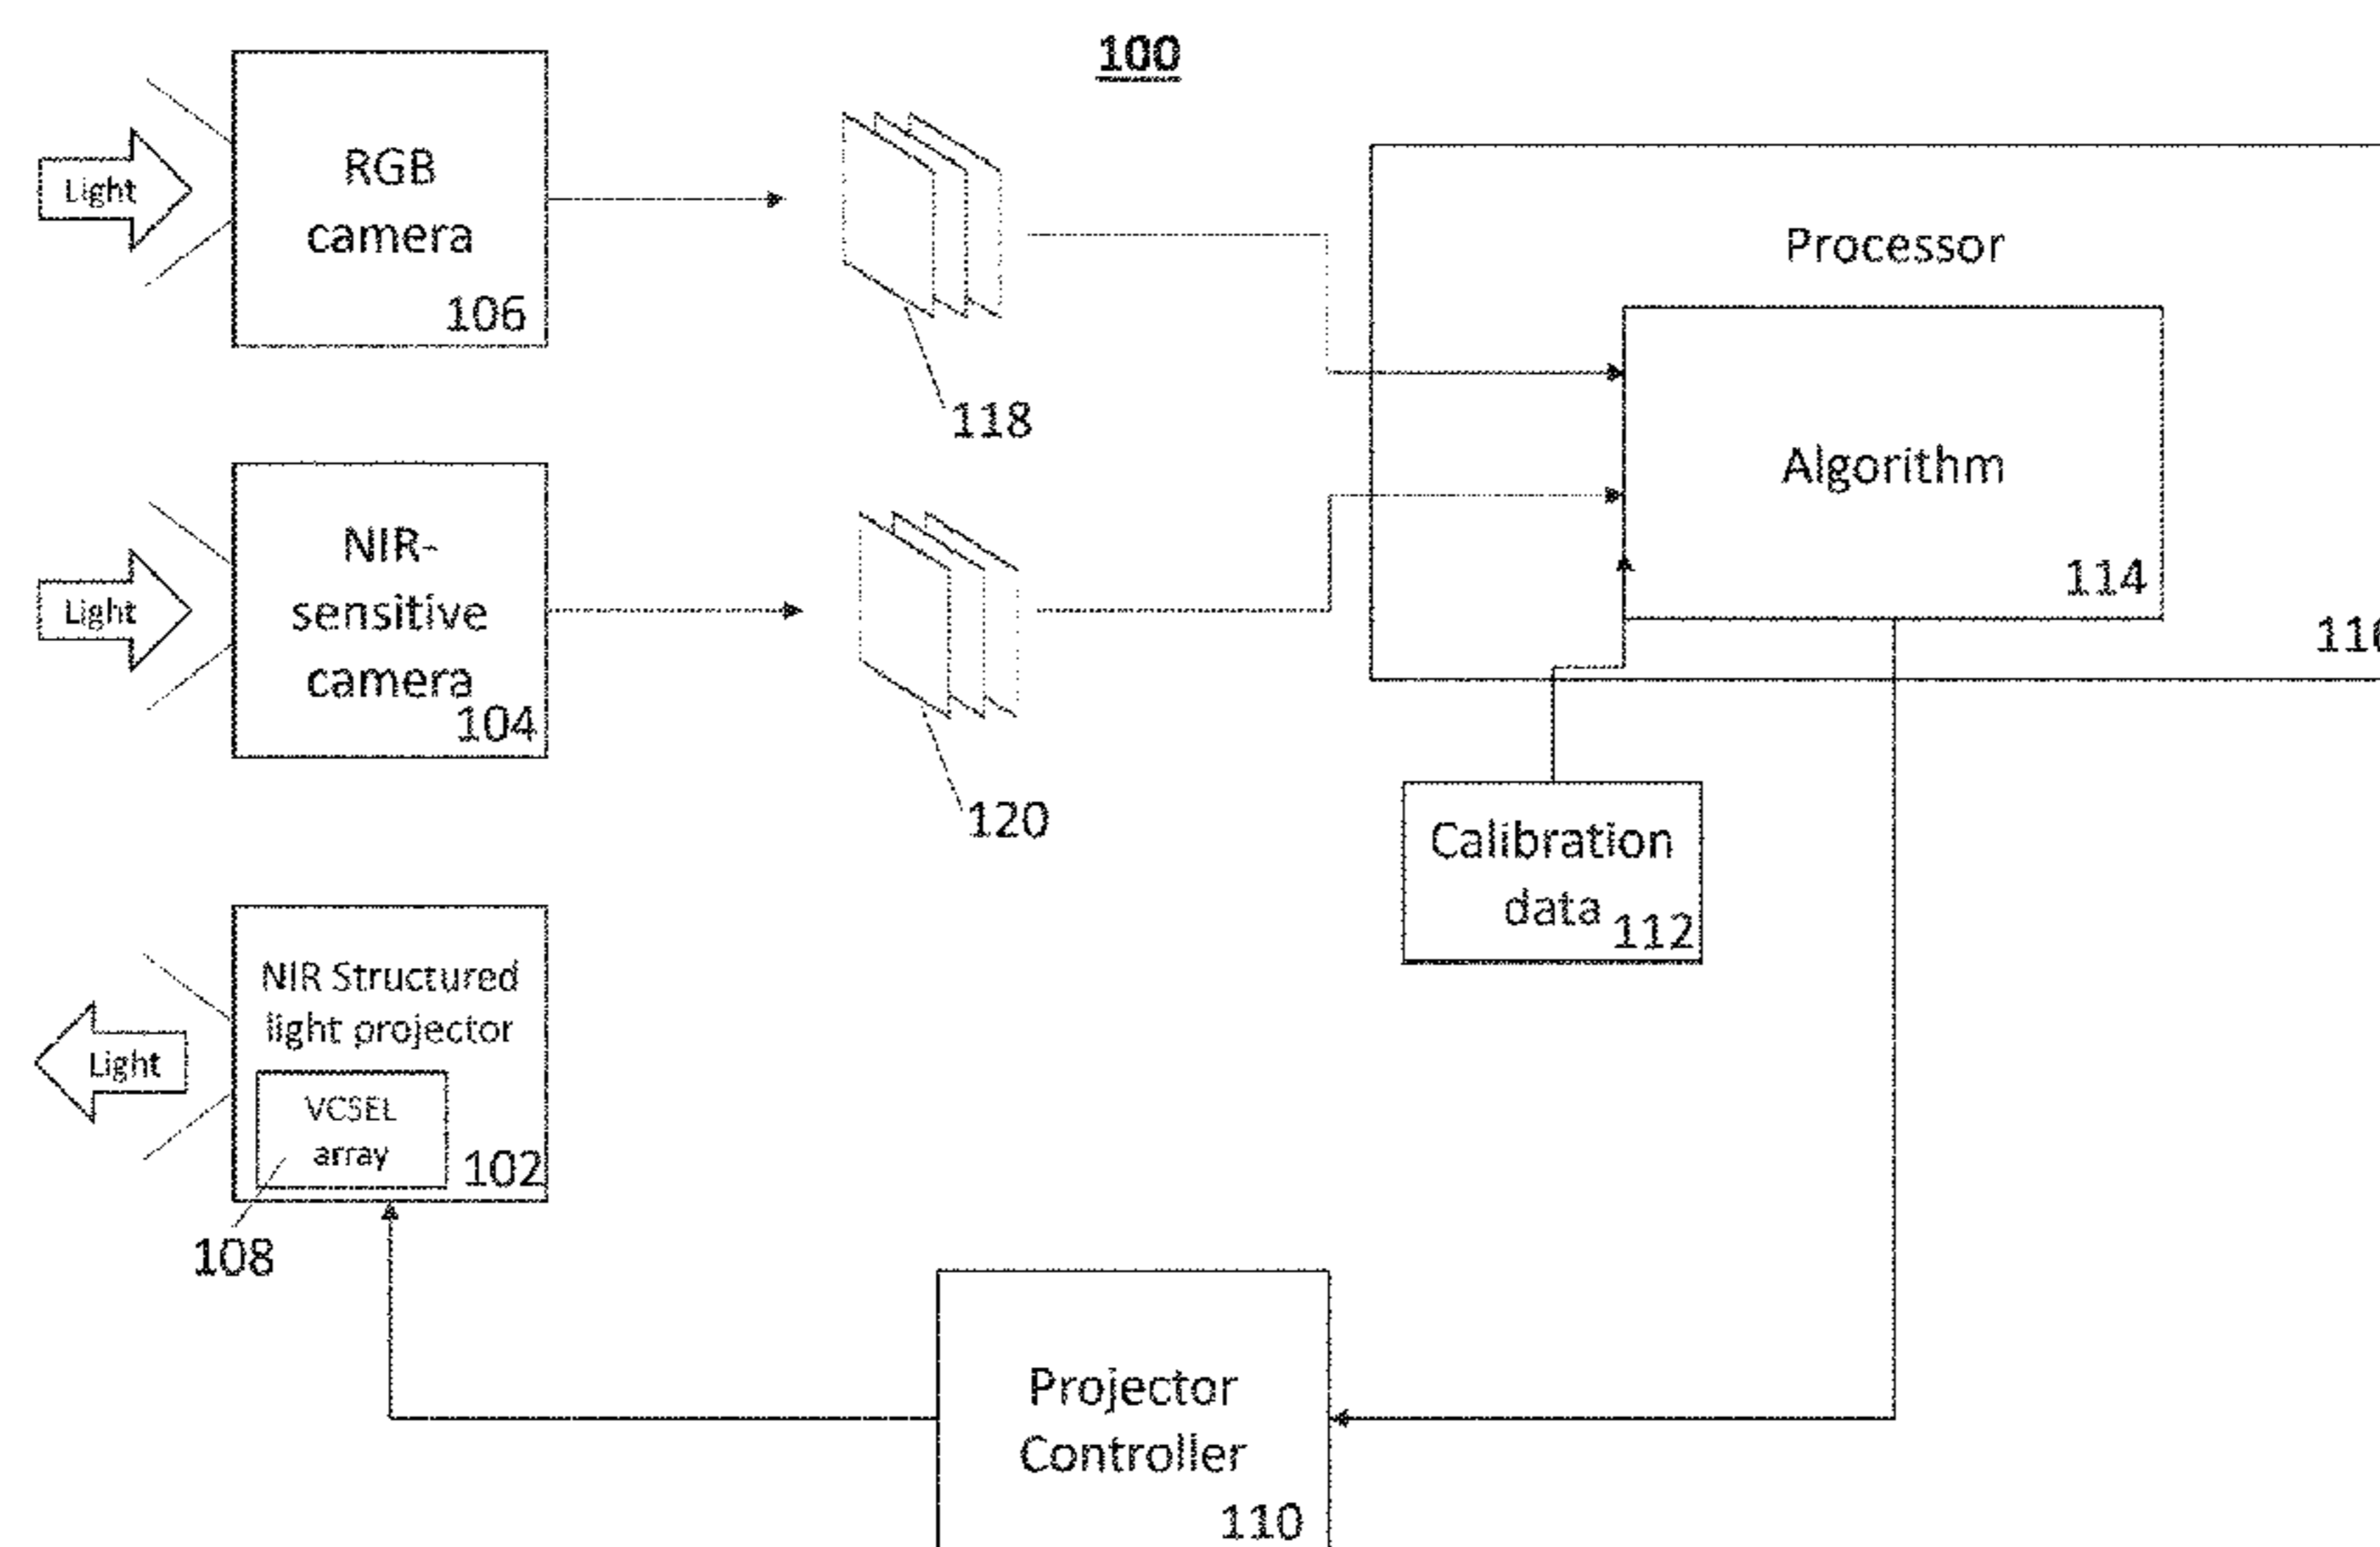 100
Light
RGB
camera
106
118
Processor
Algorithm
114
Light
NIR-
sensitive
camera
104
120
Calibration
data
112
Light
NIR Structured
light projector
VCSEL
array
102
108
Projector
Controller
110